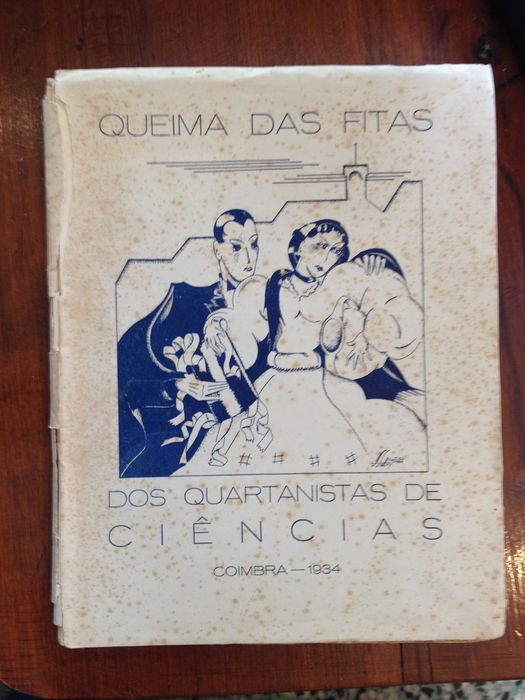 QUEIMA DAS FITAS
DOS QUARTANISTAS DE
CIÊNCIAS
COIMBRA — 1934